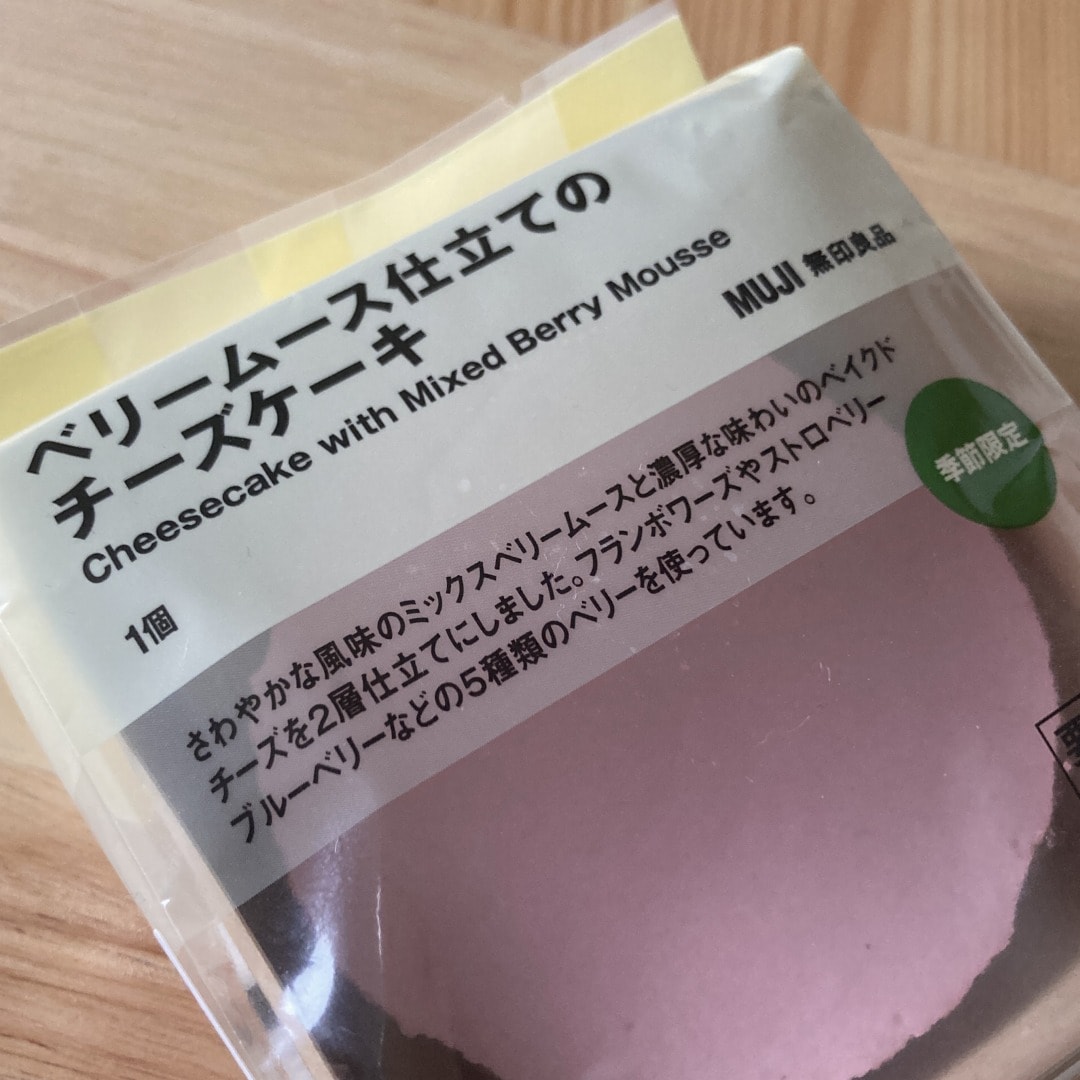 ベリームース仕立ての
チーズケーキ
Cheesecake with Mixed Berry Mousse
MUJI 無印良品
1個
さわやかな風味のミックスベリームースと濃厚な味わいのベイクド
チーズを2層仕立てにしました。フランボワーズやストロベリー
ブルーベリーなどの5種類のベリーを使っています。
季節限定